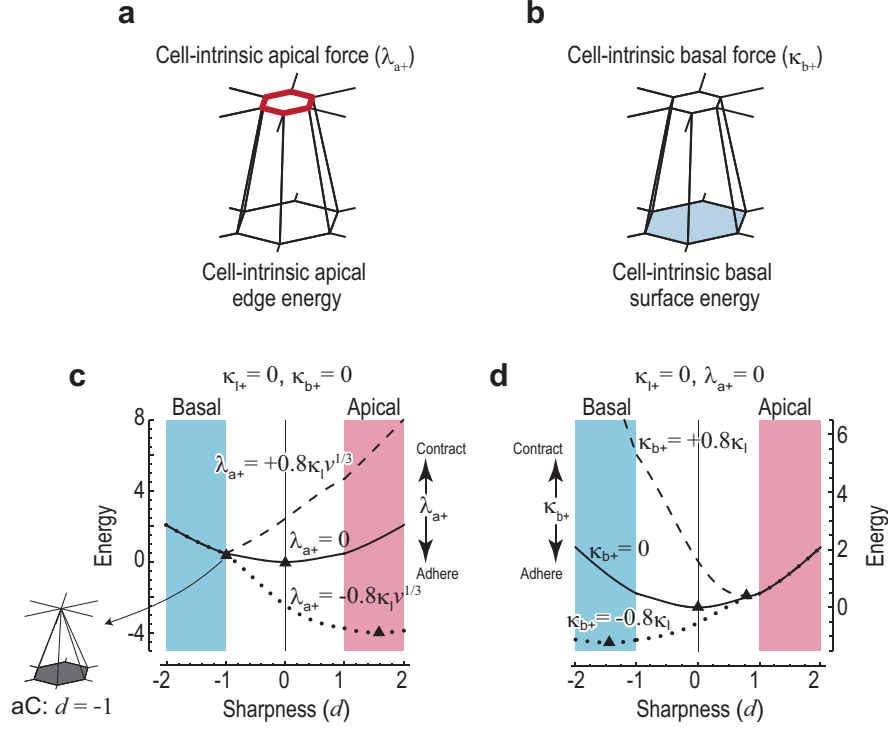 a
Cell-intrinsic apical force (λa+)
Cell-intrinsic apical
edge energy
b
Cell-intrinsic basal force (κb+)
Cell-intrinsic basal
surface energy
c
κl+= 0, κb+= 0
Basal
Apical
8
4
0
-4
Energy
λa+= +0.8κlv1/3
λa+= 0
λa+= -0.8κlv1/3
Contract
λa+
Adhere
-2
-1
0
1
2
Sharpness (d)
aC: d = -1
d
κl+= 0, λa+= 0
Basal
Apical
Contract
κb+
Adhere
κb+= +0.8κl
κb+= 0
κb+= -0.8κl
6
4
2
0
Energy
-2
-1
0
1
2
Sharpness (d)